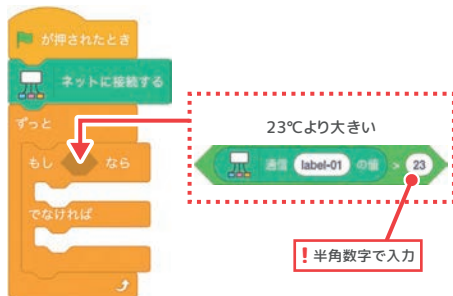 が押されたとき
ネットに接続する
ずっと
もし なら
でなければ
23℃より大きい
通信 label-01 の値 > 23
!半角数字で入力